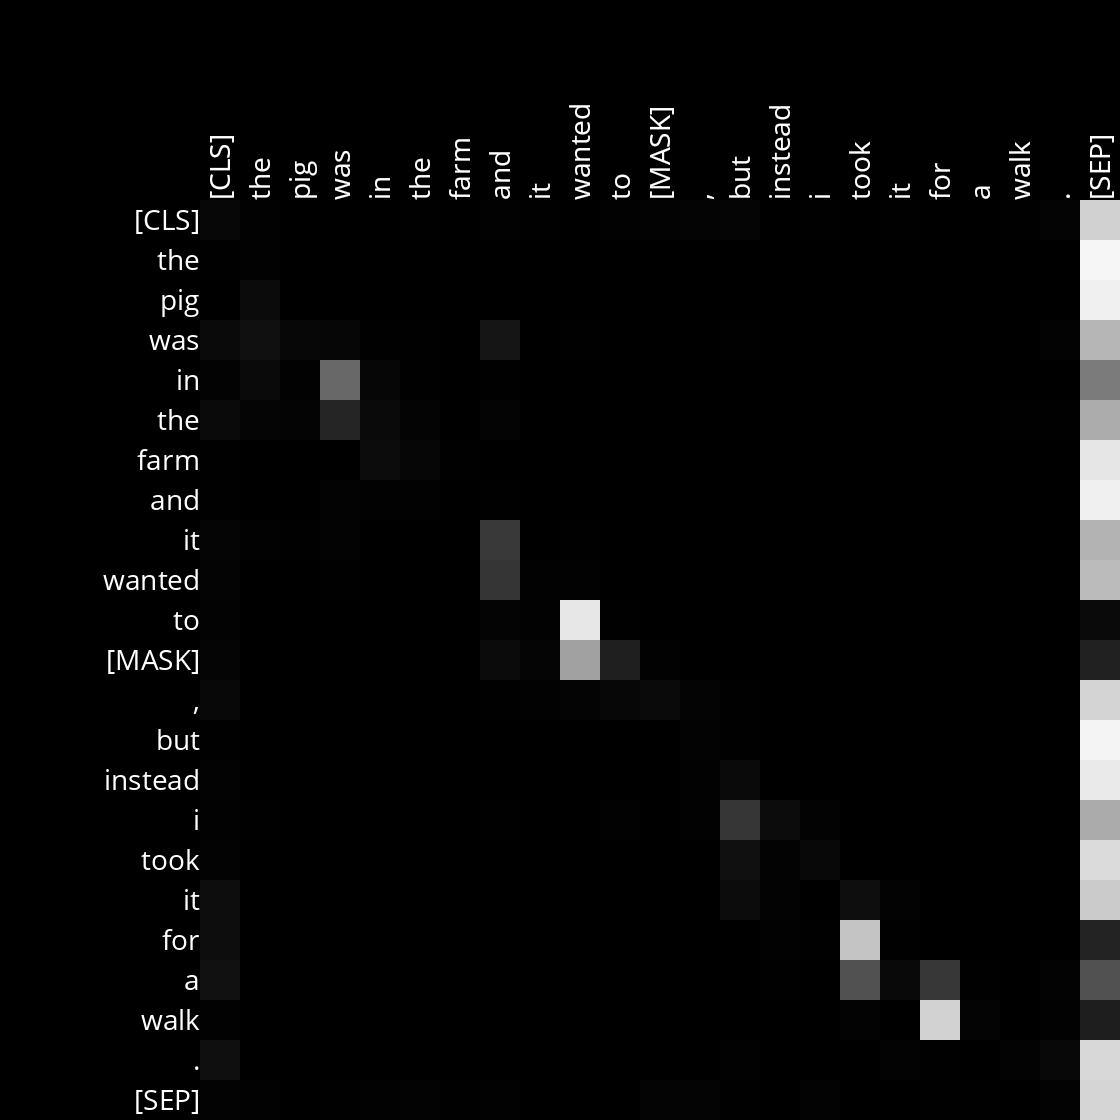 [CLS] the pig was in the farm and it wanted to [MASK] , but instead i took it for a walk . [SEP]
[CLS]
the
pig
was
in
the
farm
and
it
wanted
to
[MASK]
,
but
instead
i
took
it
for
a
walk
.
[SEP]